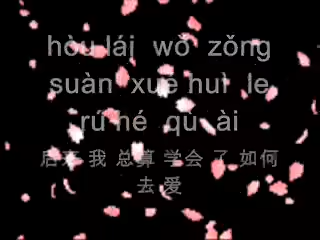 hòu lái wǒ zǒng
suàn xué huì le
rú hé qù ài
后来 我 总算 学会 了 如何
去 爱